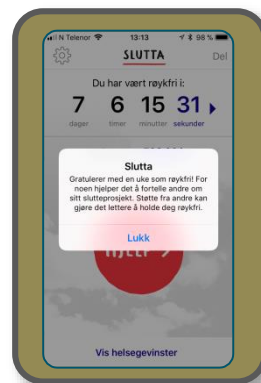 N Telenor 13:13 98 %
SLUTTA Del
Du har vært røykfri i:
7 6 15 31
dager timer minutter sekunder
Slutta
Gratulerer med en uke som røykfri! For
noen hjelper det å fortelle andre om
sitt slutteprosjekt. Støtte fra andre kan
gjøre det lettere å holde deg røykfri.
Lukk
HJELP
Vis helsegevinster